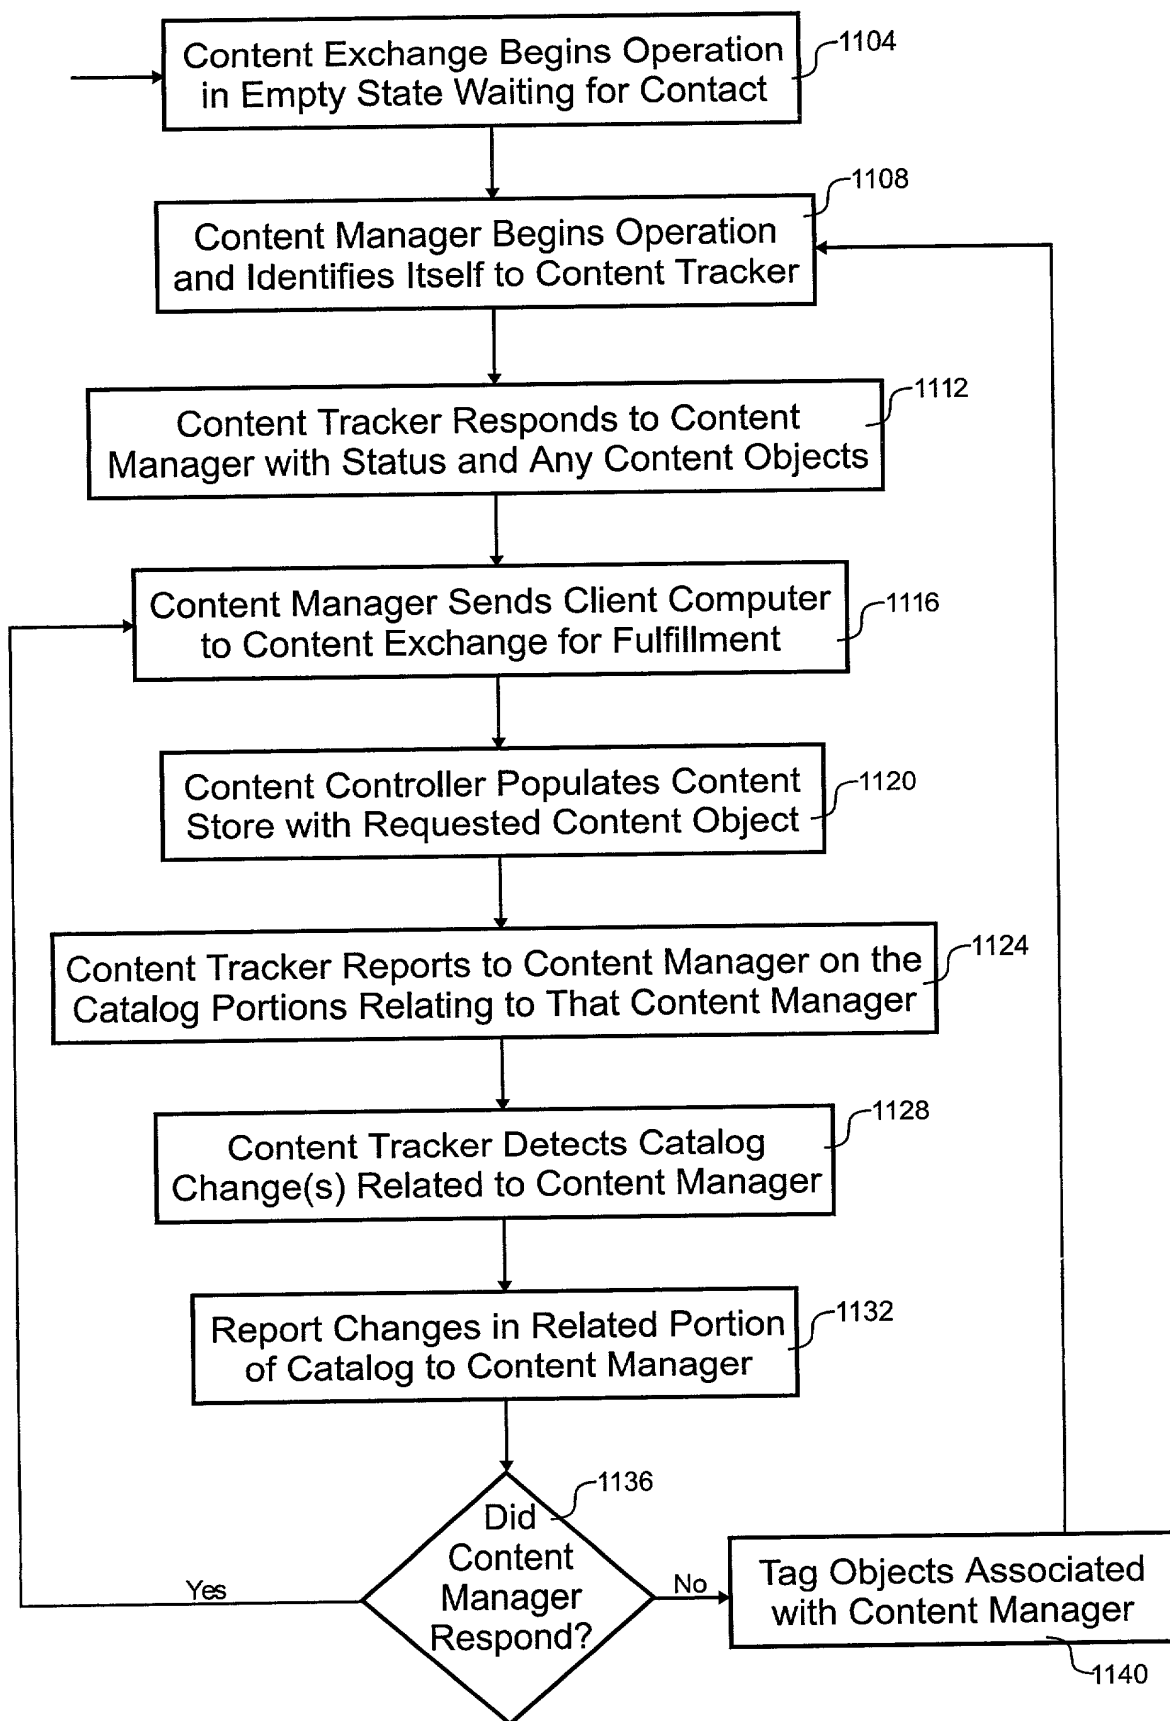 Content Exchange Begins Operation
in Empty State Waiting for Contact
1104
Content Manager Begins Operation
and Identifies Itself to Content Tracker
1108
Content Tracker Responds to Content
Manager with Status and Any Content Objects
1112
Content Manager Sends Client Computer
to Content Exchange for Fulfillment
1116
Content Controller Populates Content
Store with Requested Content Object
1120
Content Tracker Reports to Content Manager on the
Catalog Portions Relating to That Content Manager
1124
Content Tracker Detects Catalog
Change(s) Related to Content Manager
1128
Report Changes in Related Portion
of Catalog to Content Manager
1132
Did
Content
Manager
Respond?
1136
Yes
No
Tag Objects Associated
with Content Manager
1140